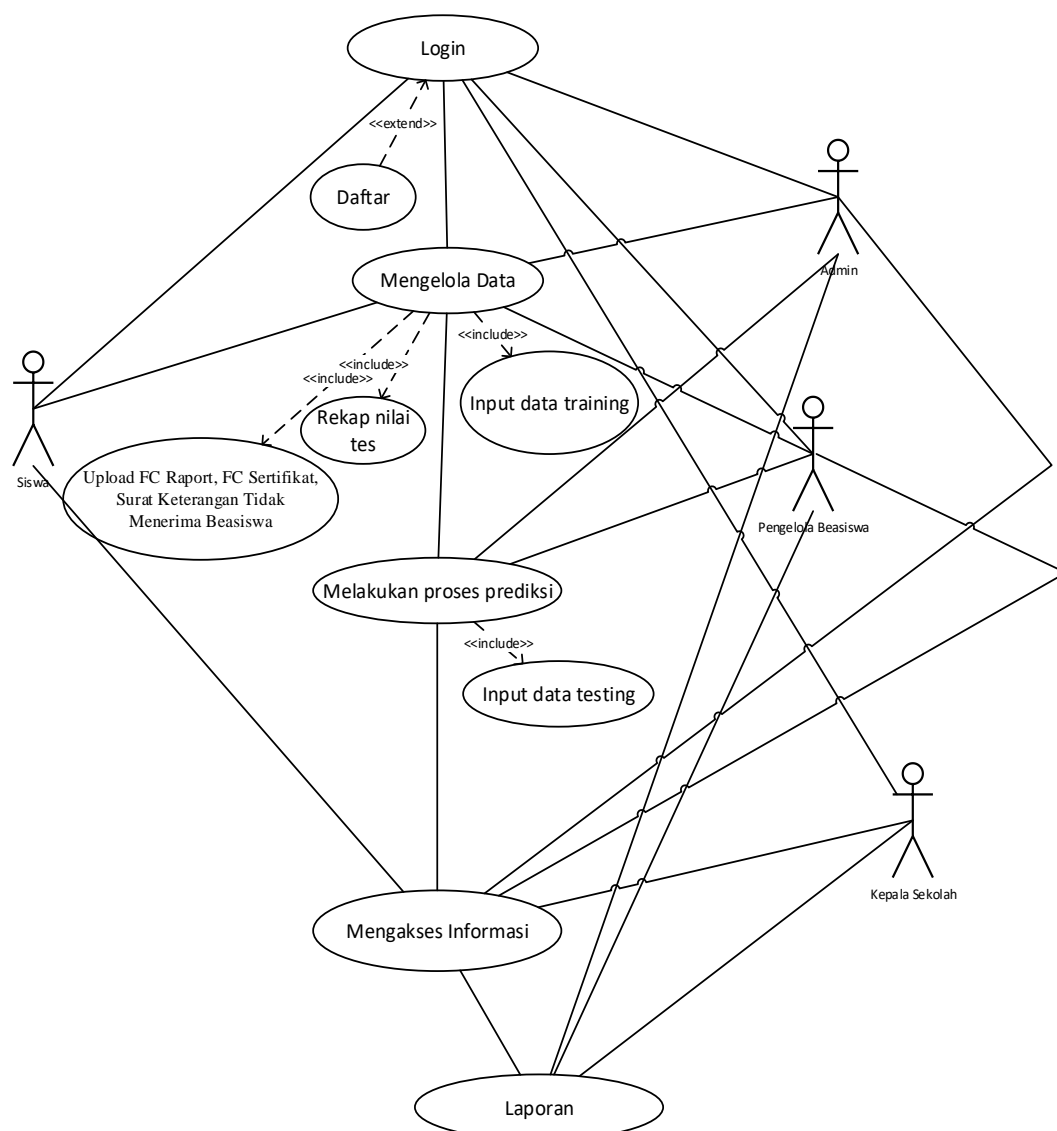 Login
<<extend>>
Daftar
Admin
Mengelola Data
<<include>>
<<include>>
<<include>>
Input data training
Rekap nilai
tes
Siswa
Upload FC Raport, FC Sertifikat,
Surat Keterangan Tidak
Menerima Beasiswa
Pengelola Beasiswa
Melakukan proses prediksi
<<include>>
Input data testing
Kepala Sekolah
Mengakses Informasi
Laporan